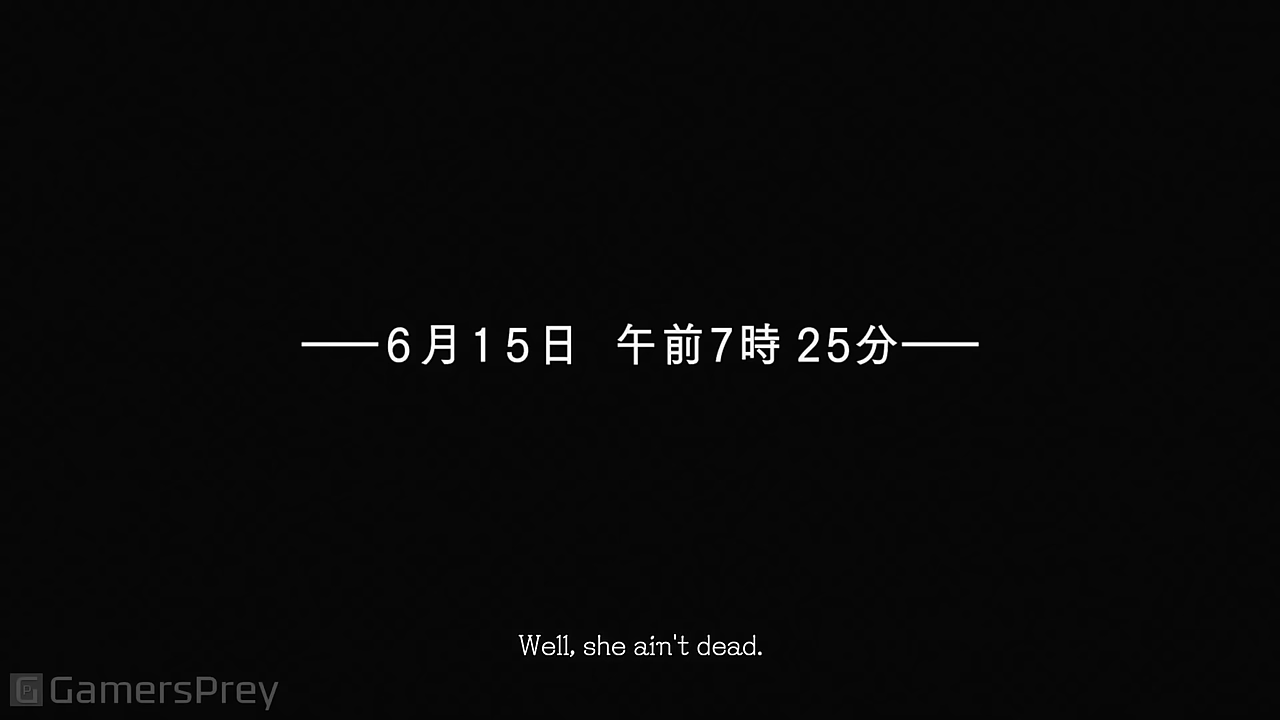 ──6月15日　午前7時 25分──
Well, she ain't dead.
GamersPrey